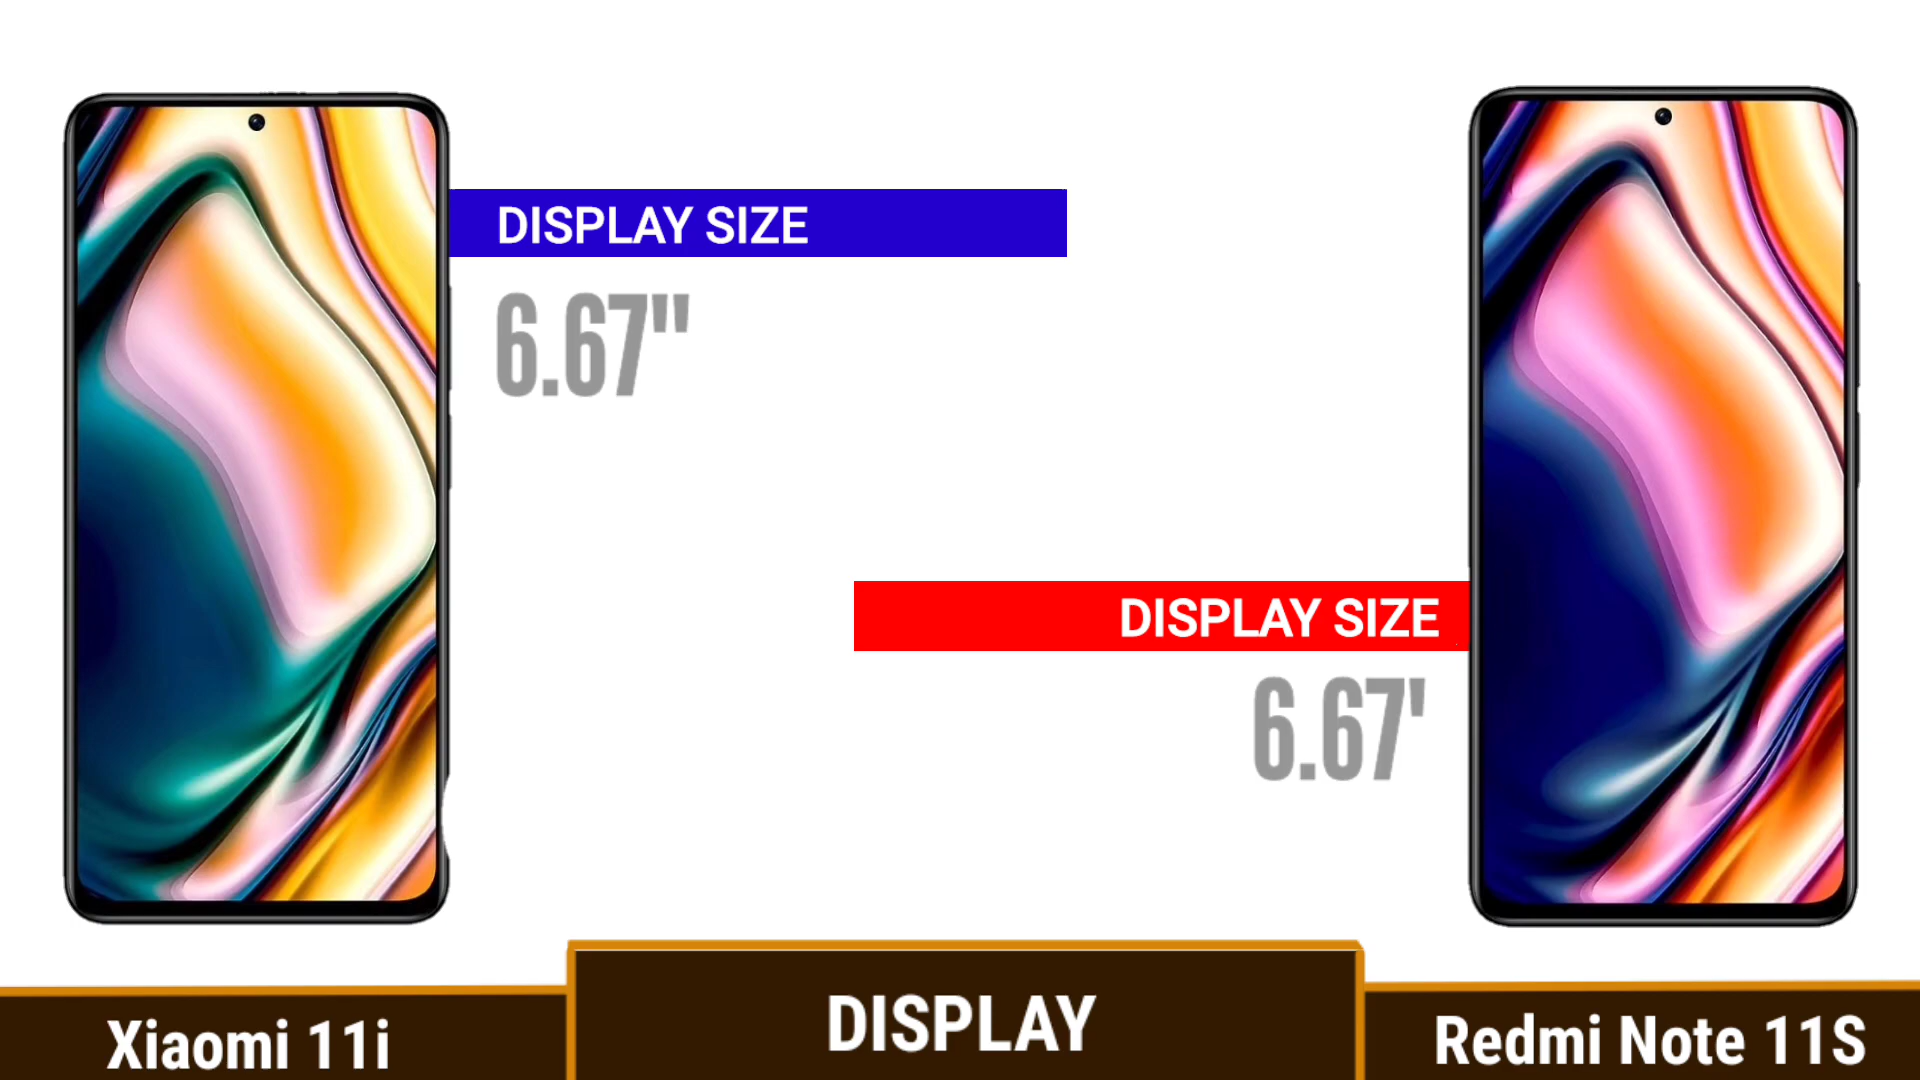 DISPLAY SIZE
6.67"
DISPLAY SIZE
6.67'
Xiaomi 11i
DISPLAY
Redmi Note 11S